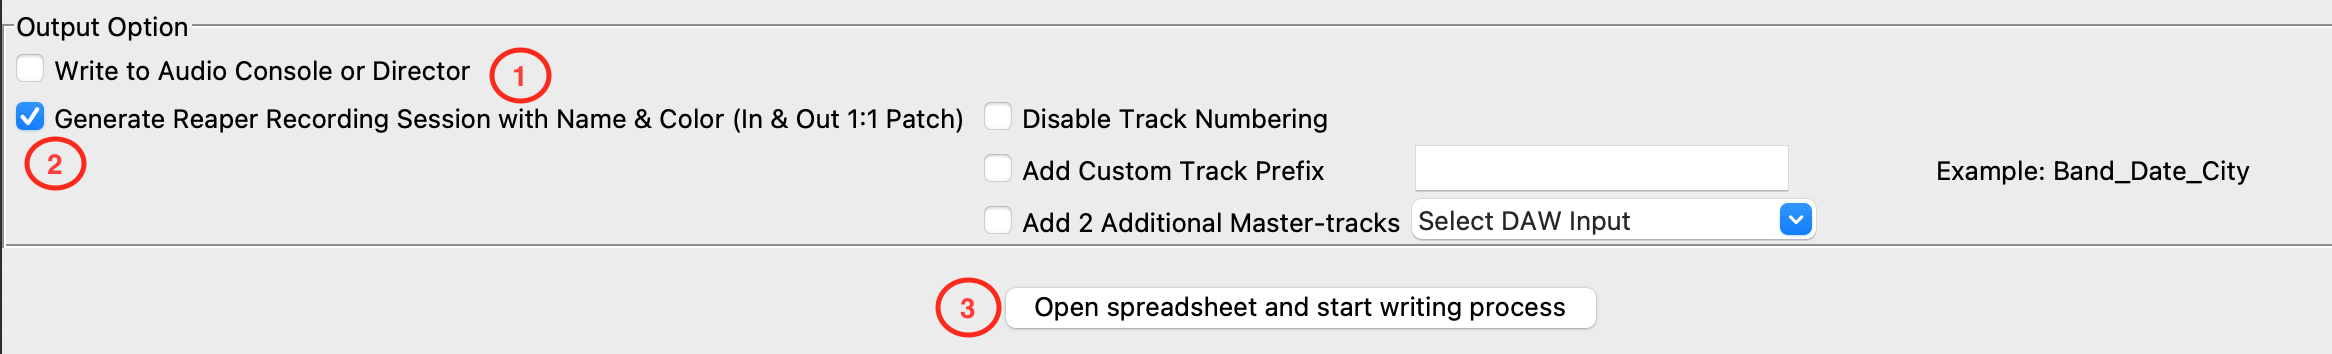 Output Option
Write to Audio Console or Director 1
Generate Reaper Recording Session with Name & Color (In & Out 1:1 Patch) Disable Track Numbering
2 Add Custom Track Prefix Example: Band_Date_City
Add 2 Additional Master-tracks Select DAW Input
3 Open spreadsheet and start writing process